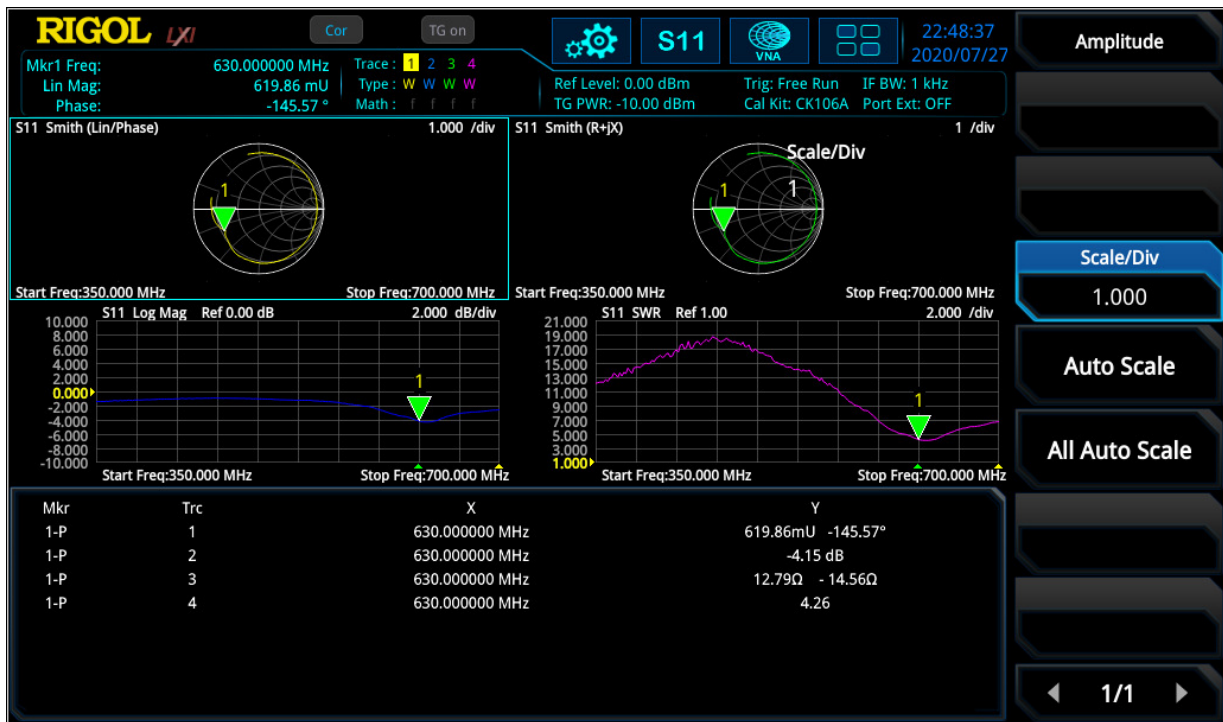 RIGOL LXI Cor TG on S11 VNA 22:48:37
2020/07/27
Mkr1 Freq: 630.000000 MHz Trace : 1 2 3 4
Lin Mag: 619.86 mU Type : W W W W
Phase: -145.57 ° Math : f f f f
Ref Level: 0.00 dBm Trig: Free Run IF BW: 1 kHz
TG PWR: -10.00 dBm Cal Kit: CK106A Port Ext: OFF
S11 Smith (Lin/Phase) 1.000 /div
1
Start Freq:350.000 MHz Stop Freq:700.000 MHz
S11 Smith (R+jX) 1 /div
Scale/Div
1
1
Start Freq:350.000 MHz Stop Freq:700.000 MHz
S11 Log Mag Ref 0.00 dB 2.000 dB/div
10.000
8.000
6.000
4.000
2.000
0.000
-2.000
-4.000
-6.000
-8.000
-10.000
1
Start Freq:350.000 MHz Stop Freq:700.000 MHz
S11 SWR Ref 1.00 2.000 /div
21.000
19.000
17.000
15.000
13.000
11.000
9.000
7.000
5.000
3.000
1.000
1
Start Freq:350.000 MHz Stop Freq:700.000 MHz
Mkr Trc X Y
1-P 1 630.000000 MHz 619.86mU -145.57°
1-P 2 630.000000 MHz -4.15 dB
1-P 3 630.000000 MHz 12.79Ω - 14.56Ω
1-P 4 630.000000 MHz 4.26
Amplitude
Scale/Div
1.000
Auto Scale
All Auto Scale
1/1